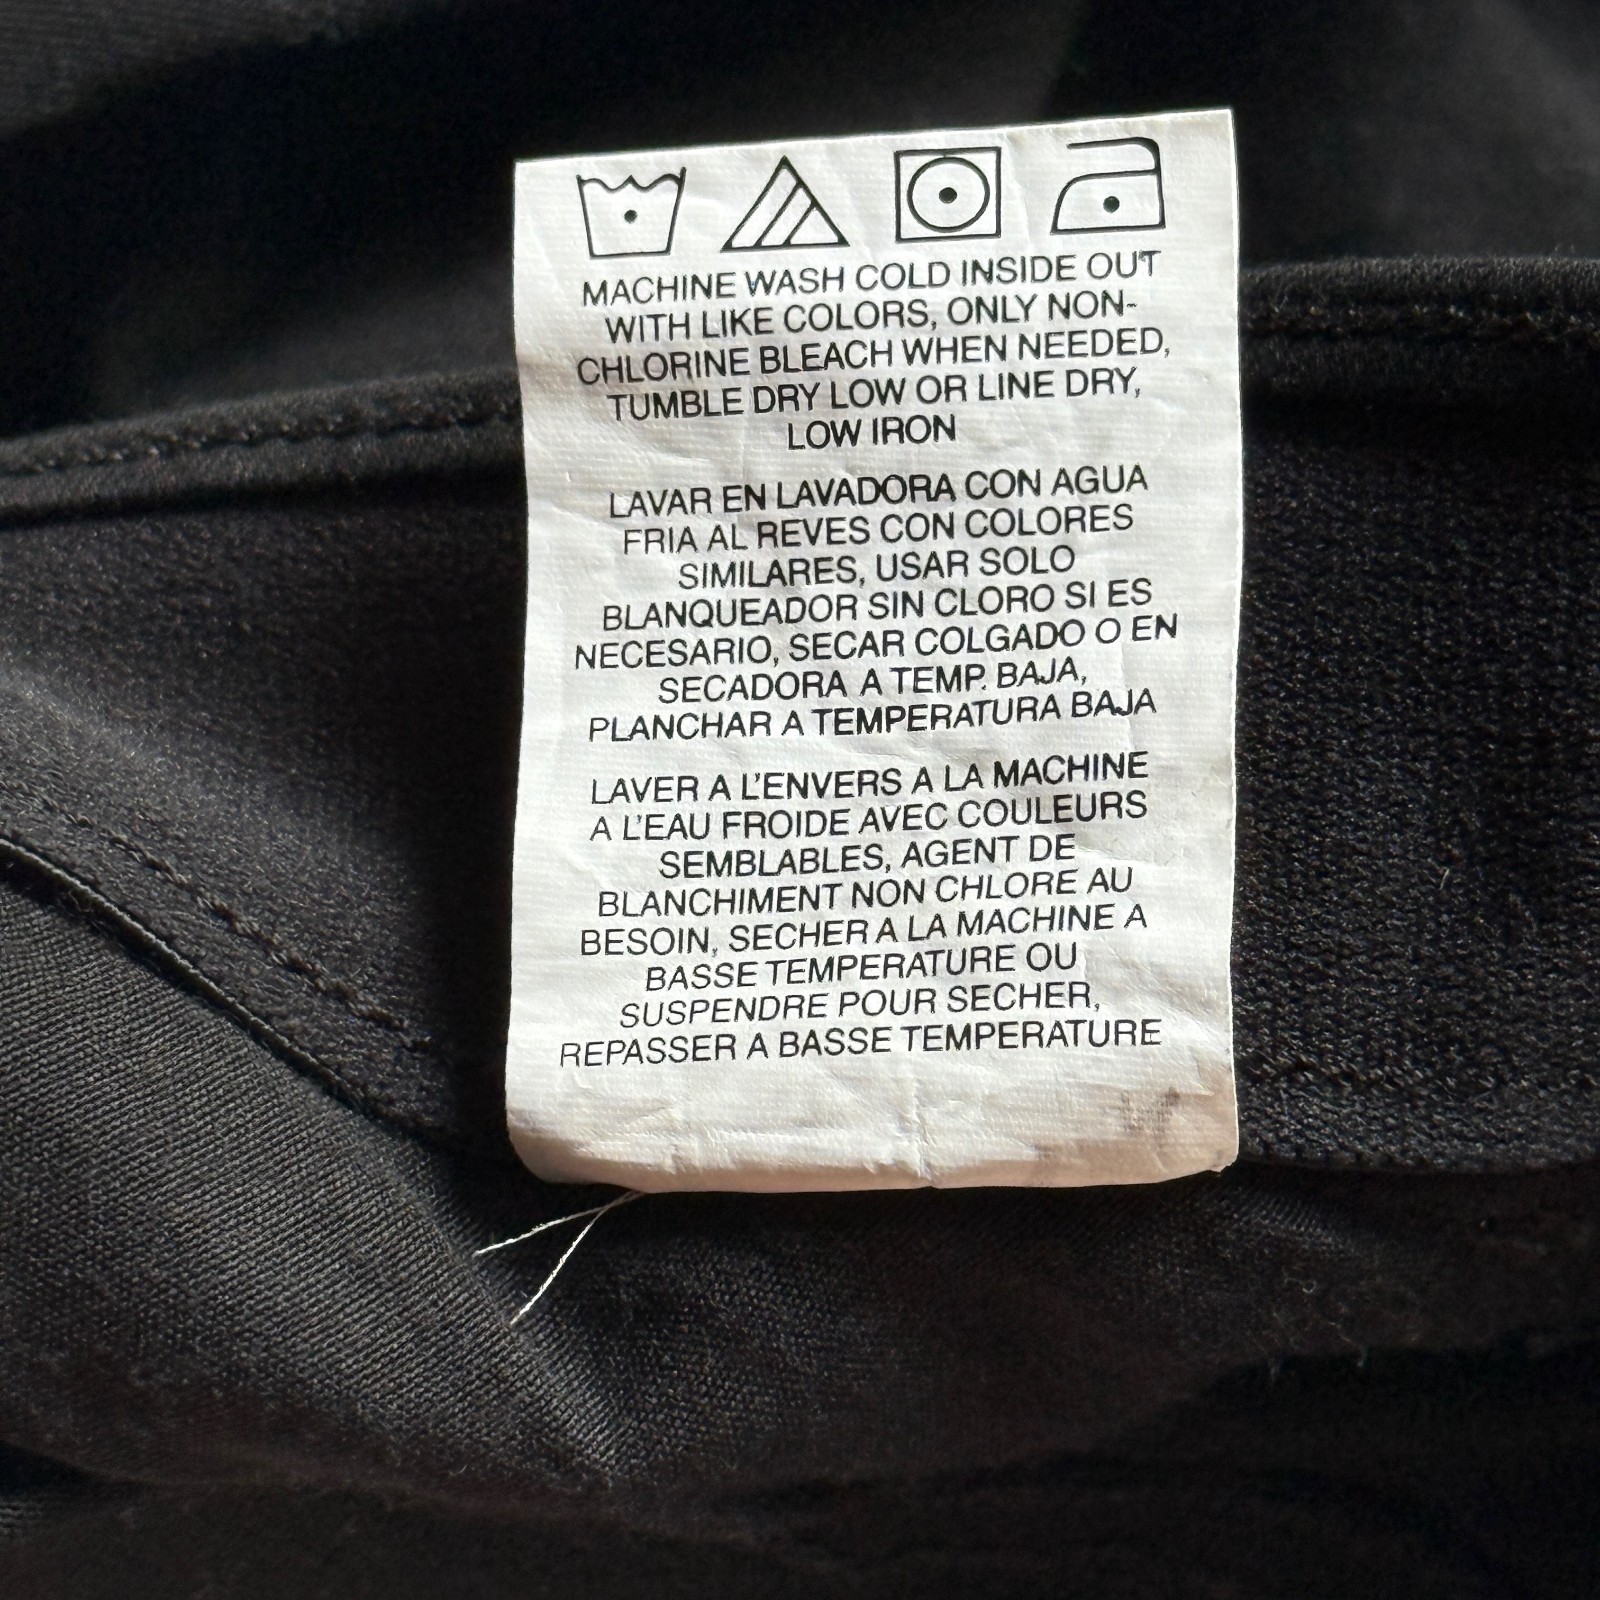 MACHINE WASH COLD INSIDE OUT
WITH LIKE COLORS, ONLY NON-
CHLORINE BLEACH WHEN NEEDED,
TUMBLE DRY LOW OR LINE DRY,
LOW IRON
LAVAR EN LAVADORA CON AGUA
FRIA AL REVES CON COLORES
SIMILARES, USAR SOLO
BLANQUEADOR SIN CLORO SI ES
NECESARIO, SECAR COLGADO O EN
SECADORA A TEMP. BAJA,
PLANCHAR A TEMPERATURA BAJA
LAVER A L'ENVERS A LA MACHINE
A L'EAU FROIDE AVEC COULEURS
SEMBLABLES, AGENT DE
BLANCHIMENT NON CHLORE AU
BESOIN, SECHER A LA MACHINE A
BASSE TEMPERATURE OU
SUSPENDRE POUR SECHER,
REPASSER A BASSE TEMPERATURE